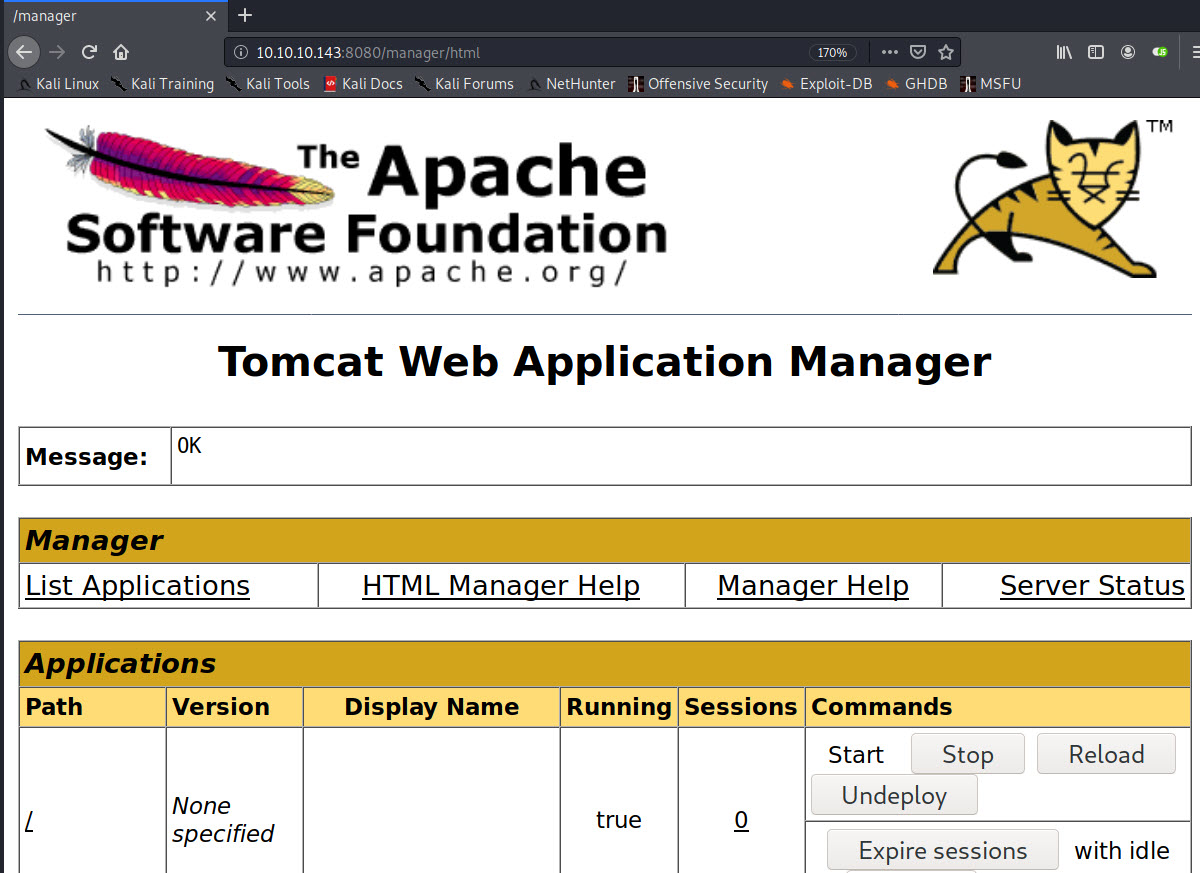 /manager
10.10.10.143:8080/manager/html 170%
Kali Linux Kali Training Kali Tools Kali Docs Kali Forums NetHunter Offensive Security Exploit-DB GHDB MSFU
The Apache TM
Software Foundation
http://www.apache.org/
Tomcat Web Application Manager
Message: OK
Manager
List Applications HTML Manager Help Manager Help Server Status
Applications
Path Version Display Name Running Sessions Commands
Start Stop Reload
Undeploy
/ None specified true 0
Expire sessions with idle